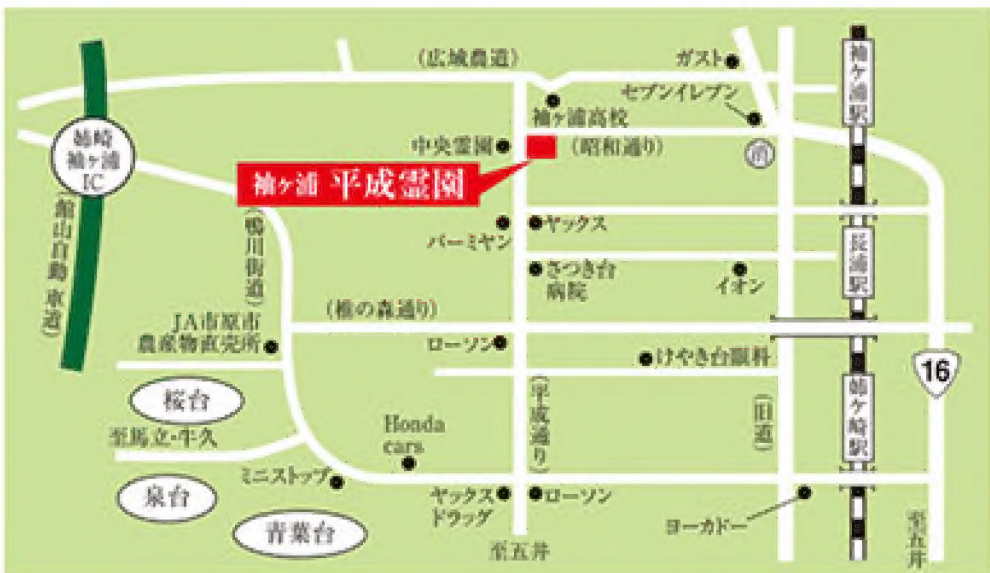 (広域農道)
ガスト
袖ヶ浦駅
セブンイレブン
袖ヶ浦高校
姉崎
袖ヶ浦
IC
中央霊園
(昭和通り)
袖ヶ浦 平成霊園
(館山自動車道)
(鴨川街道)
バーミヤン
ヤックス
長浦駅
さつき台
病院
イオン
(椎の森通り)
JA市原市
農産物直売所
ローソン
けやき台眼科
16
桜台
(平成通り)
(旧道)
姉ヶ崎駅
至馬立・牛久
Honda
cars
泉台
ミニストップ
ヤックス
ドラッグ
ローソン
ヨーカドー
青葉台
至五井
至五井